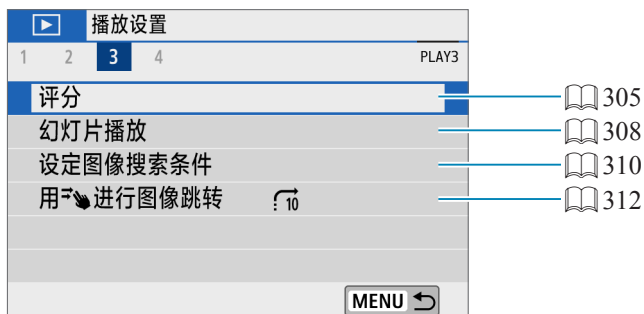 播放设置
1 2 3 4 PLAY3
评分 305
幻灯片播放 308
设定图像搜索条件 310
用进行图像跳转 10 312
MENU